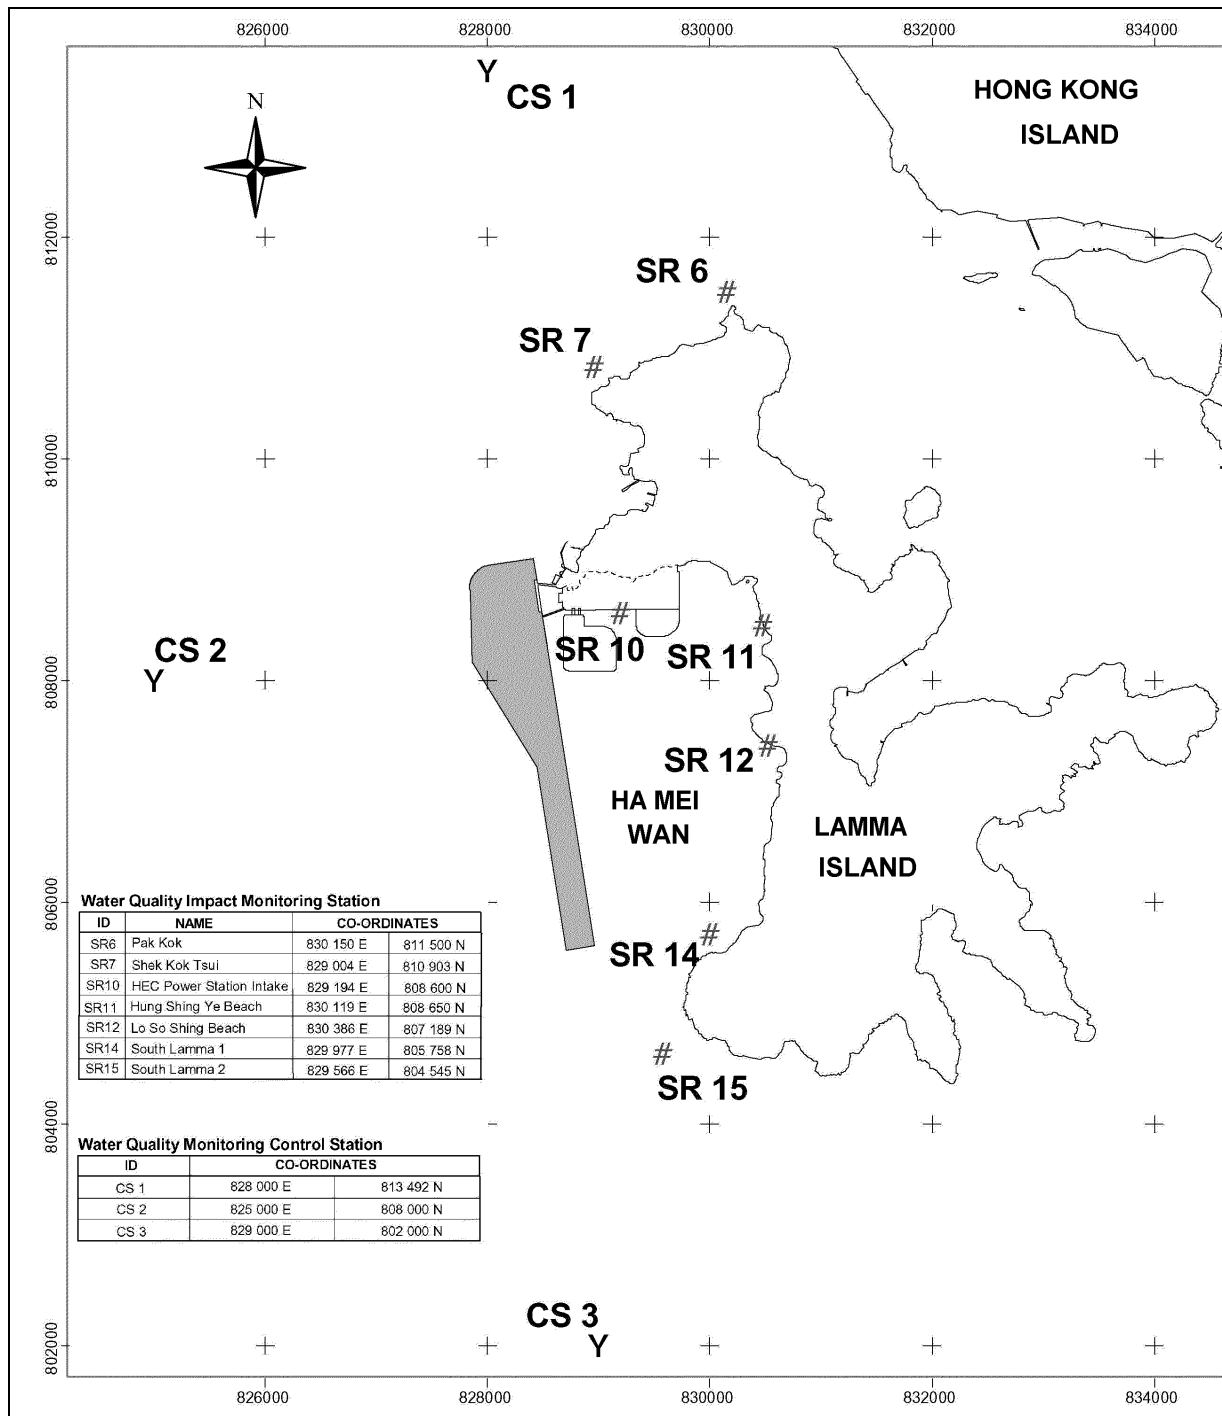 826000 828000 830000 832000 834000
Y
CS 1
HONG KONG
ISLAND
N
812000
SR 6
#
SR 7
#
810000
#
SR 10
#
SR 11
CS 2
Y
808000
#
SR 12
HA MEI
WAN
LAMMA
ISLAND
806000
#
SR 14
#
SR 15
Water Quality Impact Monitoring Station
ID NAME CO-ORDINATES
SR6 Pak Kok 830 150 E 811 500 N
SR7 Shek Kok Tsui 829 004 E 810 903 N
SR10 HEC Power Station Intake 829 194 E 808 600 N
SR11 Hung Shing Ye Beach 830 119 E 808 650 N
SR12 Lo So Shing Beach 830 386 E 807 189 N
SR14 South Lamma 1 829 977 E 805 758 N
SR15 South Lamma 2 829 566 E 804 545 N
804000
Water Quality Monitoring Control Station
ID CO-ORDINATES
CS 1 828 000 E 813 492 N
CS 2 825 000 E 808 000 N
CS 3 829 000 E 802 000 N
CS 3
Y
802000
826000 828000 830000 832000 834000